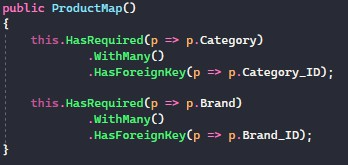 public ProductMap()
{
    this.HasRequired(p => p.Category)
            .WithMany()
            .HasForeignKey(p => p.Category_ID);

    this.HasRequired(p => p.Brand)
            .WithMany()
            .HasForeignKey(p => p.Brand_ID);
}